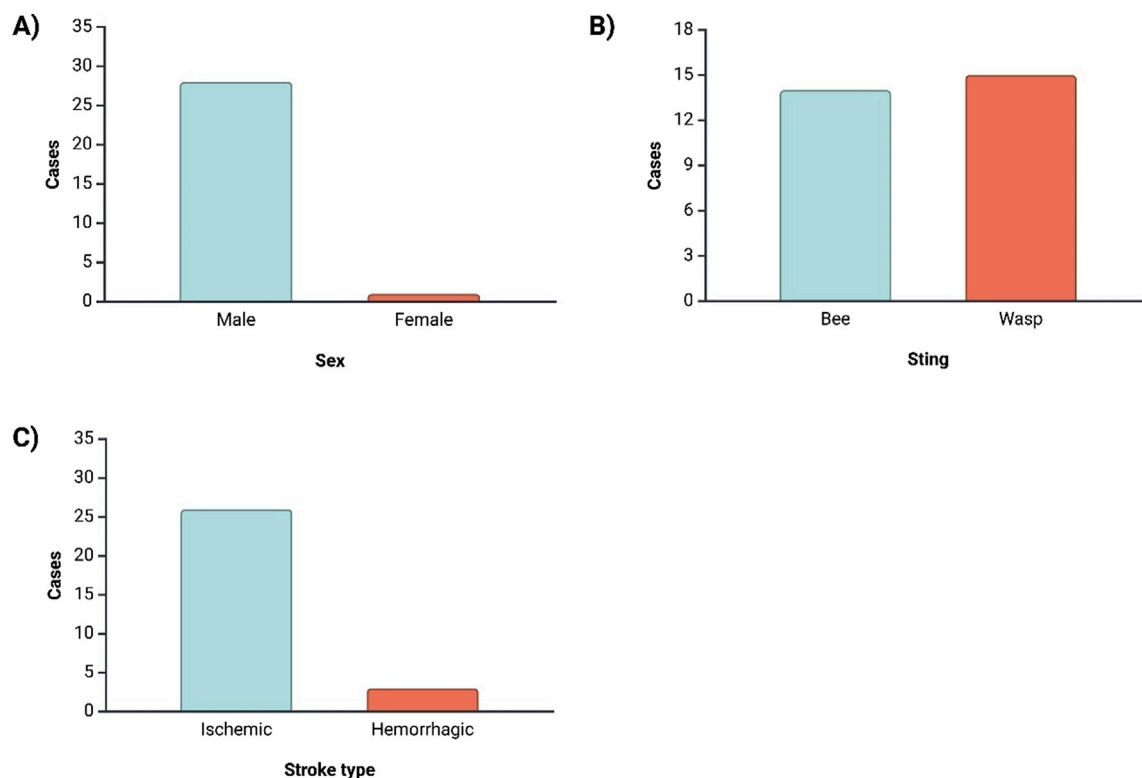 A)
35
30
25
20
15
10
5
0
Cases
Male Female
Sex
B)
18
15
12
9
6
3
0
Cases
Bee Wasp
Sting
C)
35
30
25
20
15
10
5
0
Cases
Ischemic Hemorrhagic
Stroke type